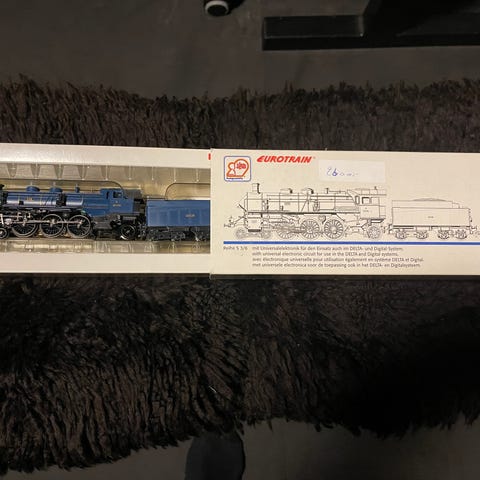 EUROTRAIN®
Reihe S 3/6 mit Universalelektronik für den Einsatz auch im DELTA- und Digital-System.
with universal electronic circuit for use in the DELTA and Digital systems.
avec électronique universelle pour utilisation également en système DELTA et Digital.
met universele electronica voor de toepassing ook in het DELTA- en Digitalsysteem.